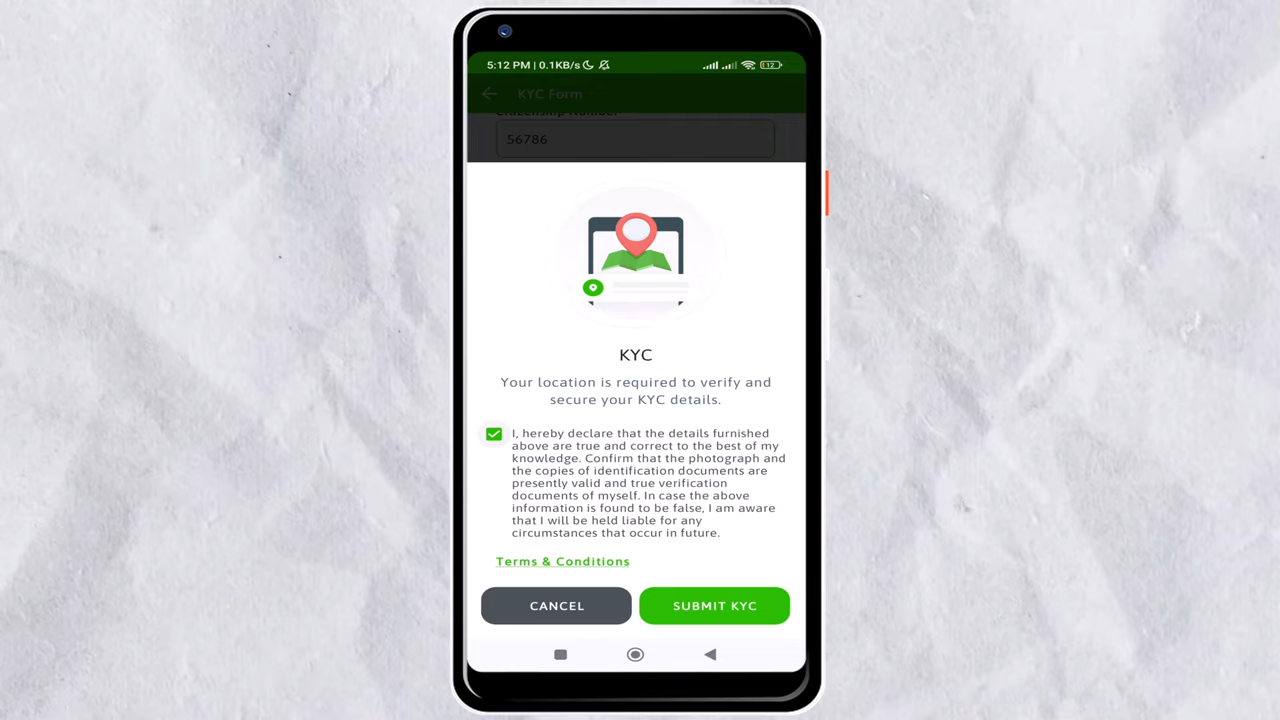 5:12 PM | 0.1KB/s
12
KYC Form
Citizenship Number
56786
KYC
Your location is required to verify and
secure your KYC details.
I, hereby declare that the details furnished
above are true and correct to the best of my
knowledge. Confirm that the photograph and
the copies of identification documents are
presently valid and true verification
documents of myself. In case the above
information is found to be false, I am aware
that I will be held liable for any
circumstances that occur in future.
Terms & Conditions
CANCEL
SUBMIT KYC